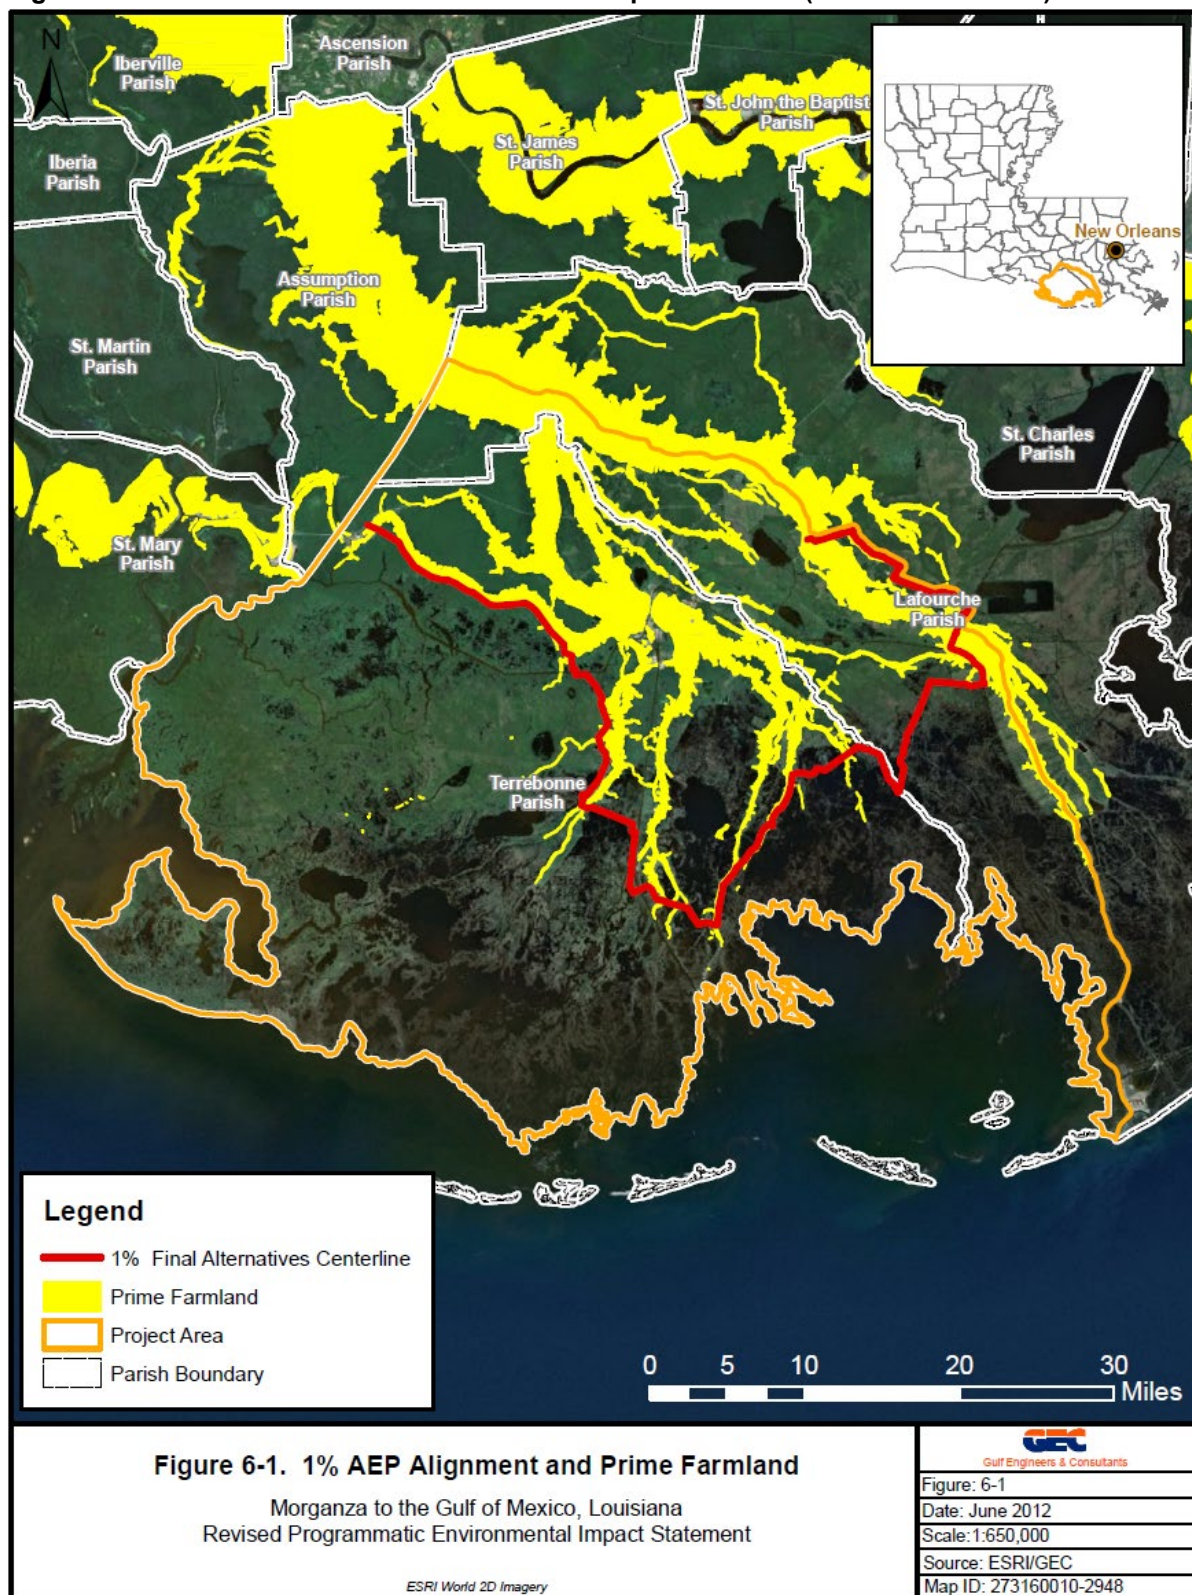 N
Iberville
Parish
Ascension
Parish
St. John the Baptist
Parish
St. James
Parish
Iberia
Parish
New Orleans
Assumption
Parish
St. Martin
Parish
St. Charles
Parish
St. Mary
Parish
Lafourche
Parish
Terrebonne
Parish
Legend
1% Final Alternatives Centerline
Prime Farmland
Project Area
Parish Boundary
0 5 10 20 30
Miles
Figure 6-1. 1% AEP Alignment and Prime Farmland
Morganza to the Gulf of Mexico, Louisiana
Revised Programmatic Environmental Impact Statement
ESRI World 2D Imagery
GEC
Gulf Engineers & Consultants
Figure: 6-1
Date: June 2012
Scale:1:650,000
Source: ESRI/GEC
Map ID: 273160010-2948